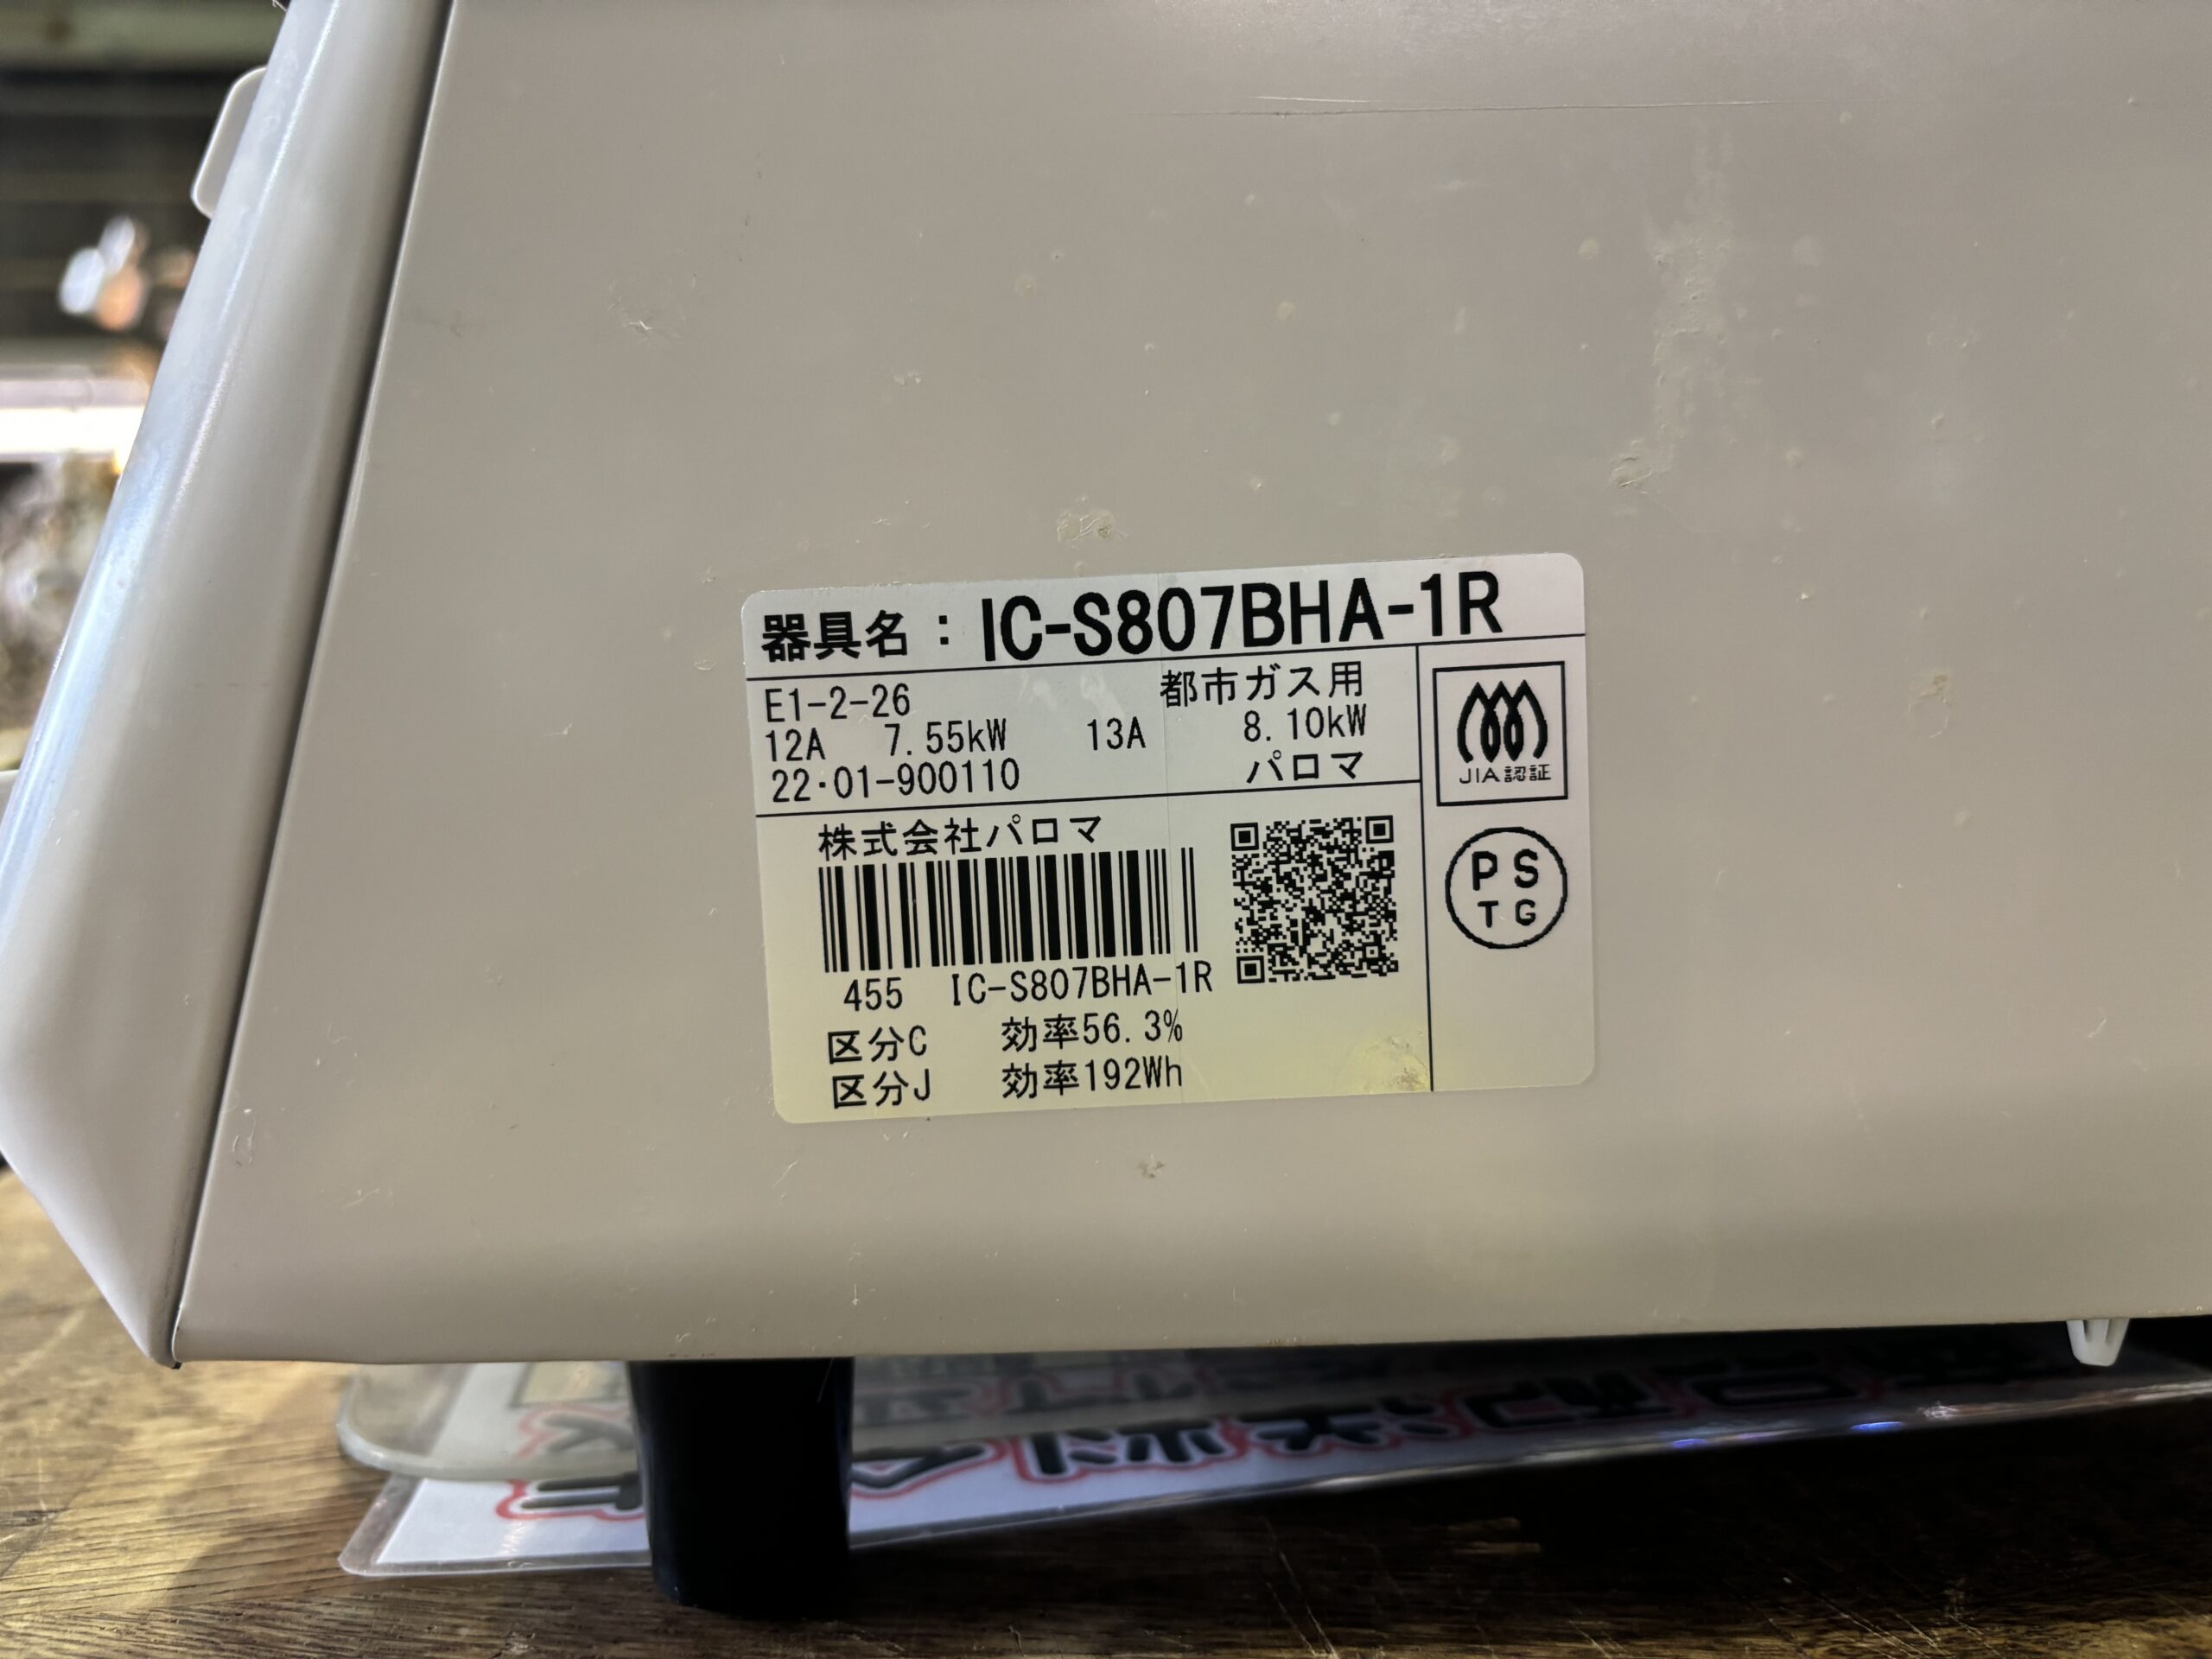 器具名：IC-S807BHA-1R
E1-2-26 都市ガス用
12A 7.55kW 13A 8.10kW
22･01-900110 パロマ
JIA認証
株式会社パロマ
PS
TG
455 IC-S807BHA-1R
区分C 効率56.3%
区分J 効率192Wh